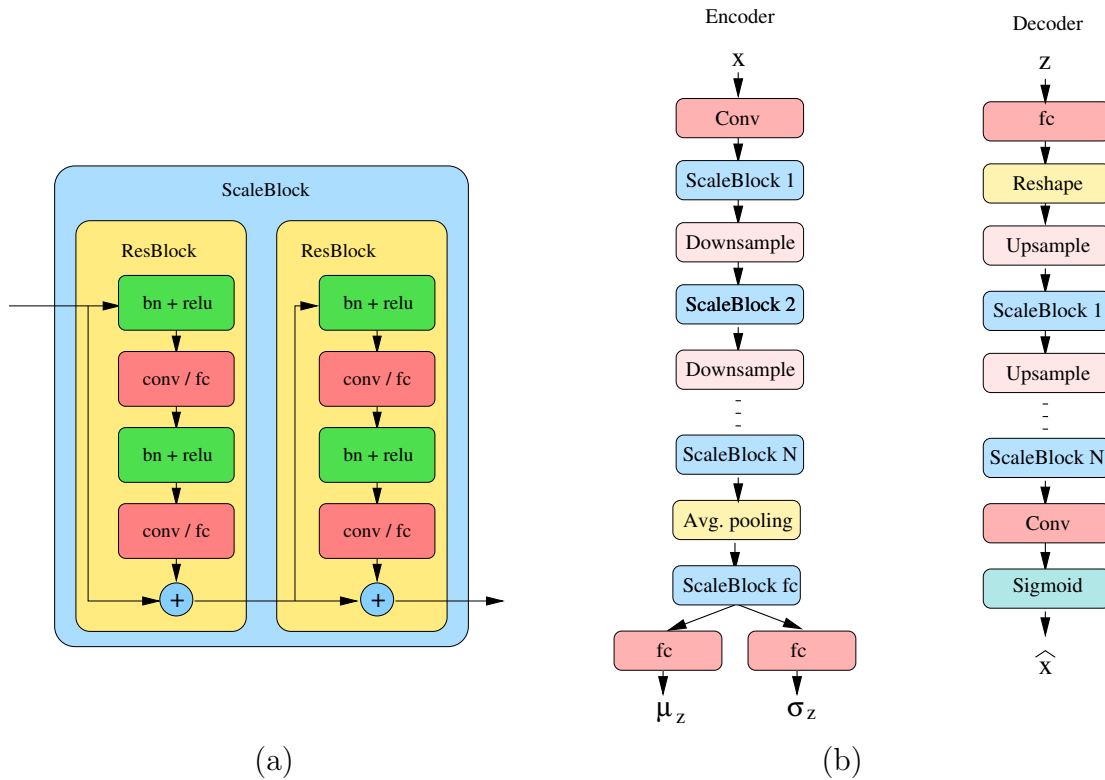 ScaleBlock
ResBlock
bn + relu
conv / fc
bn + relu
conv / fc
+
ResBlock
bn + relu
conv / fc
bn + relu
conv / fc
+
(a)
Encoder
x
Conv
ScaleBlock 1
Downsample
ScaleBlock 2
Downsample
ScaleBlock N
Avg. pooling
ScaleBlock fc
fc
fc
μz
σz
Decoder
z
fc
Reshape
Upsample
ScaleBlock 1
Upsample
ScaleBlock N
Conv
Sigmoid
x̂
(b)